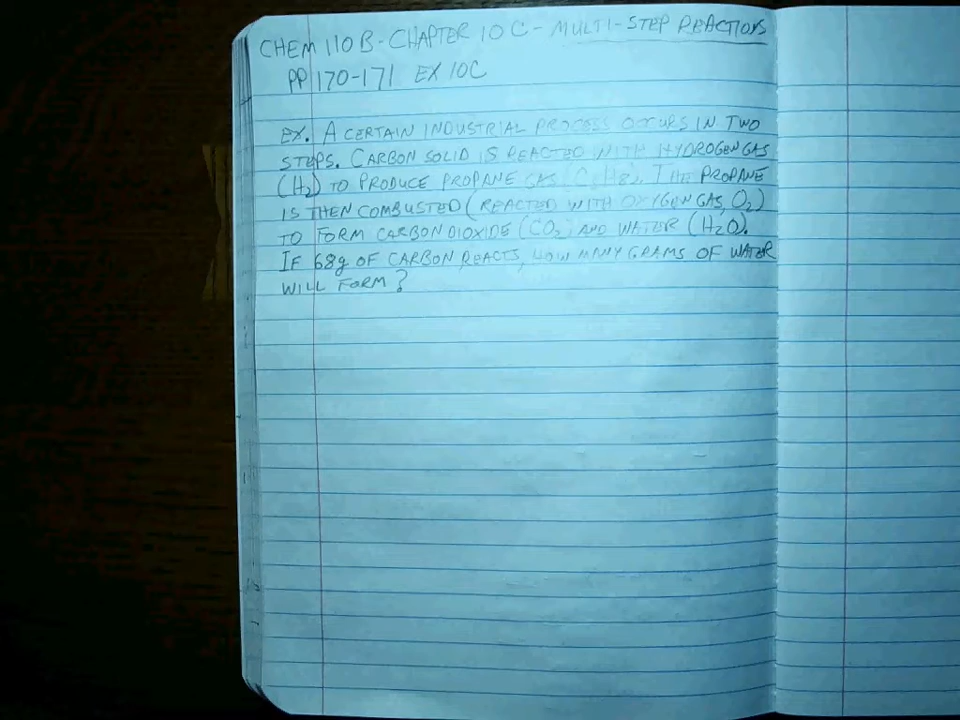 CHEM 110B - CHAPTER 10C - MULTI-STEP REACTIONS
PP 170-171 EX 10C
EX. A CERTAIN INDUSTRIAL PROCESS OCCURS IN TWO
STEPS. CARBON SOLID IS REACTED WITH HYDROGEN GAS
(H₂) TO PRODUCE PROPANE GAS (C₃H₈). THE PROPANE
IS THEN COMBUSTED (REACTED WITH OXYGEN GAS, O₂)
TO FORM CARBON DIOXIDE (CO₂) AND WATER (H₂O).
IF 68g OF CARBON REACTS, HOW MANY GRAMS OF WATER
WILL FORM?